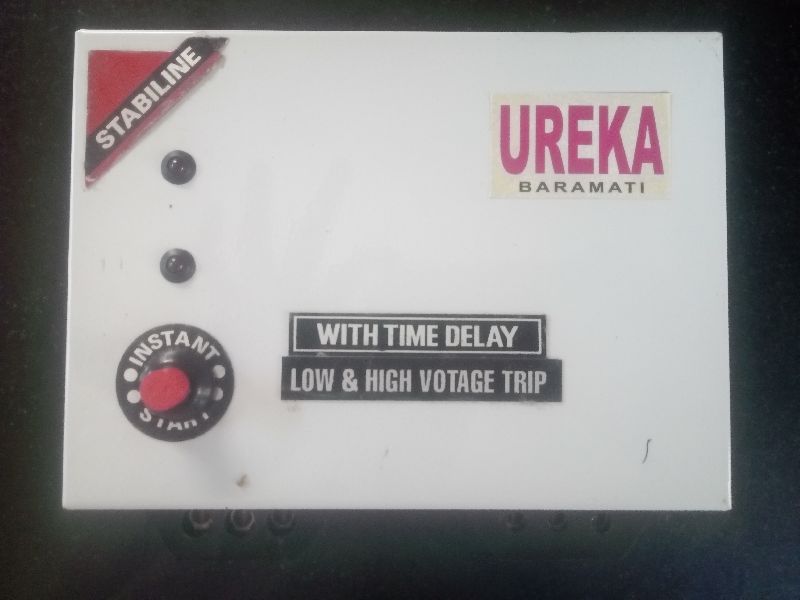 STABILINE
UREKA
BARAMATI
WITH TIME DELAY
LOW & HIGH VOTAGE TRIP
INSTANT
START